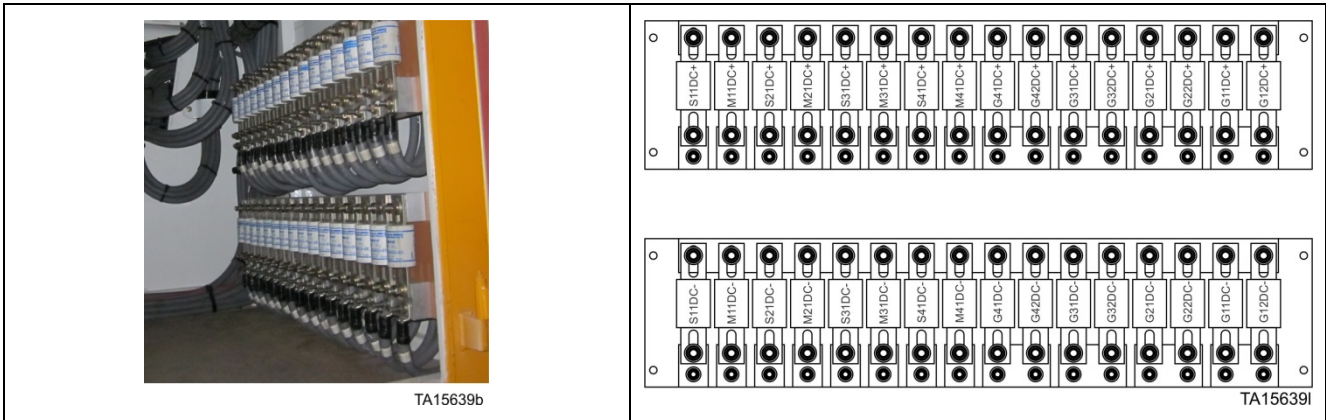 TA15639b
S11DC+
M11DC+
S21DC+
M21DC+
S31DC+
M31DC+
S41DC+
M41DC+
G41DC+
G42DC+
G31DC+
G32DC+
G21DC+
G22DC+
G11DC+
G12DC+
S11DC-
M11DC-
S21DC-
M21DC-
S31DC-
M31DC-
S41DC-
M41DC-
G41DC-
G42DC-
G31DC-
G32DC-
G21DC-
G22DC-
G11DC-
G12DC-
TA15639l